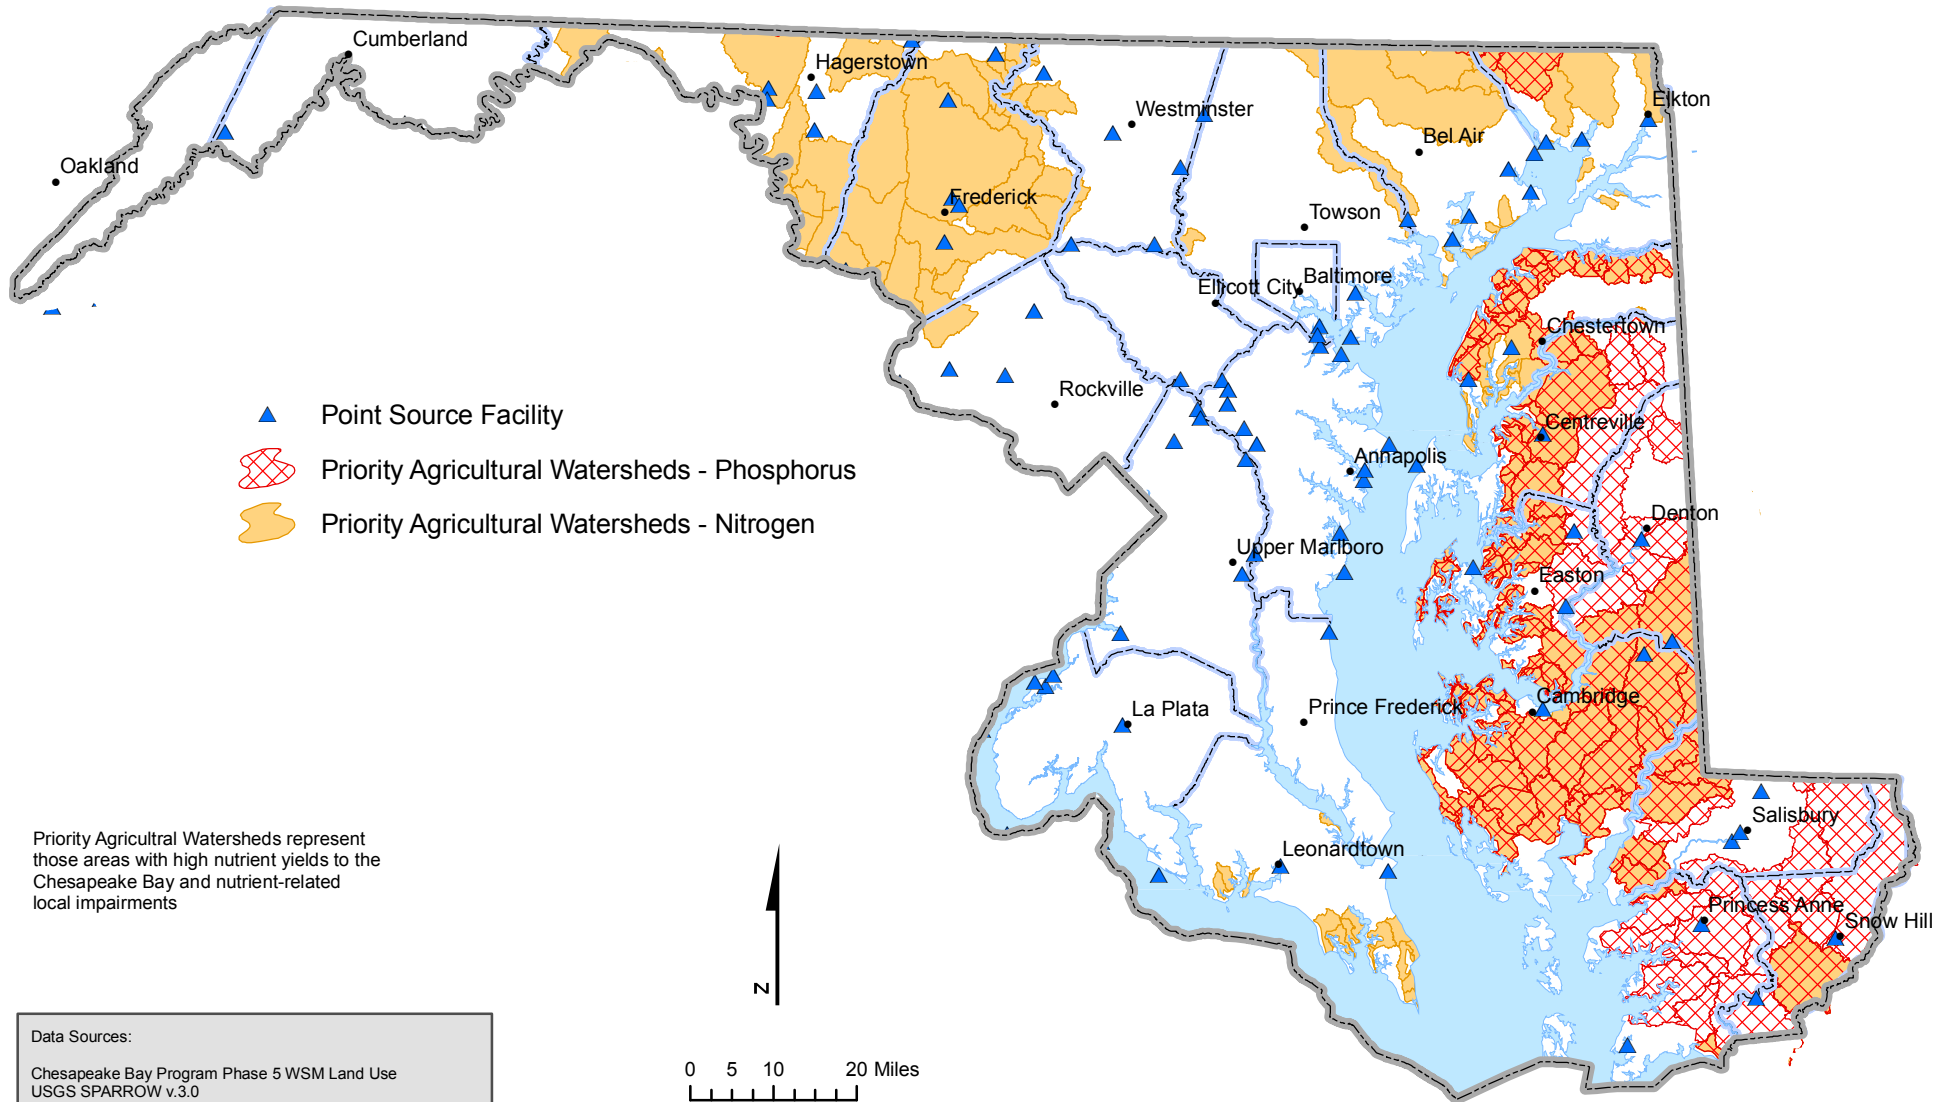 Cumberland
Hagerstown
Oakland
Westminster
Elkton
Bel Air
Frederick
Towson
Baltimore
Ellicott City
Chestertown
Rockville
Centreville
Annapolis
Denton
Upper Marlboro
Easton
La Plata
Prince Frederick
Cambridge
Salisbury
Leonardtown
Princess Anne
Snow Hill
Point Source Facility
Priority Agricultural Watersheds - Phosphorus
Priority Agricultural Watersheds - Nitrogen
Priority Agricultral Watersheds represent
those areas with high nutrient yields to the
Chesapeake Bay and nutrient-related
local impairments
N
Data Sources:
Chesapeake Bay Program Phase 5 WSM Land Use
USGS SPARROW v.3.0
0 5 10 20 Miles